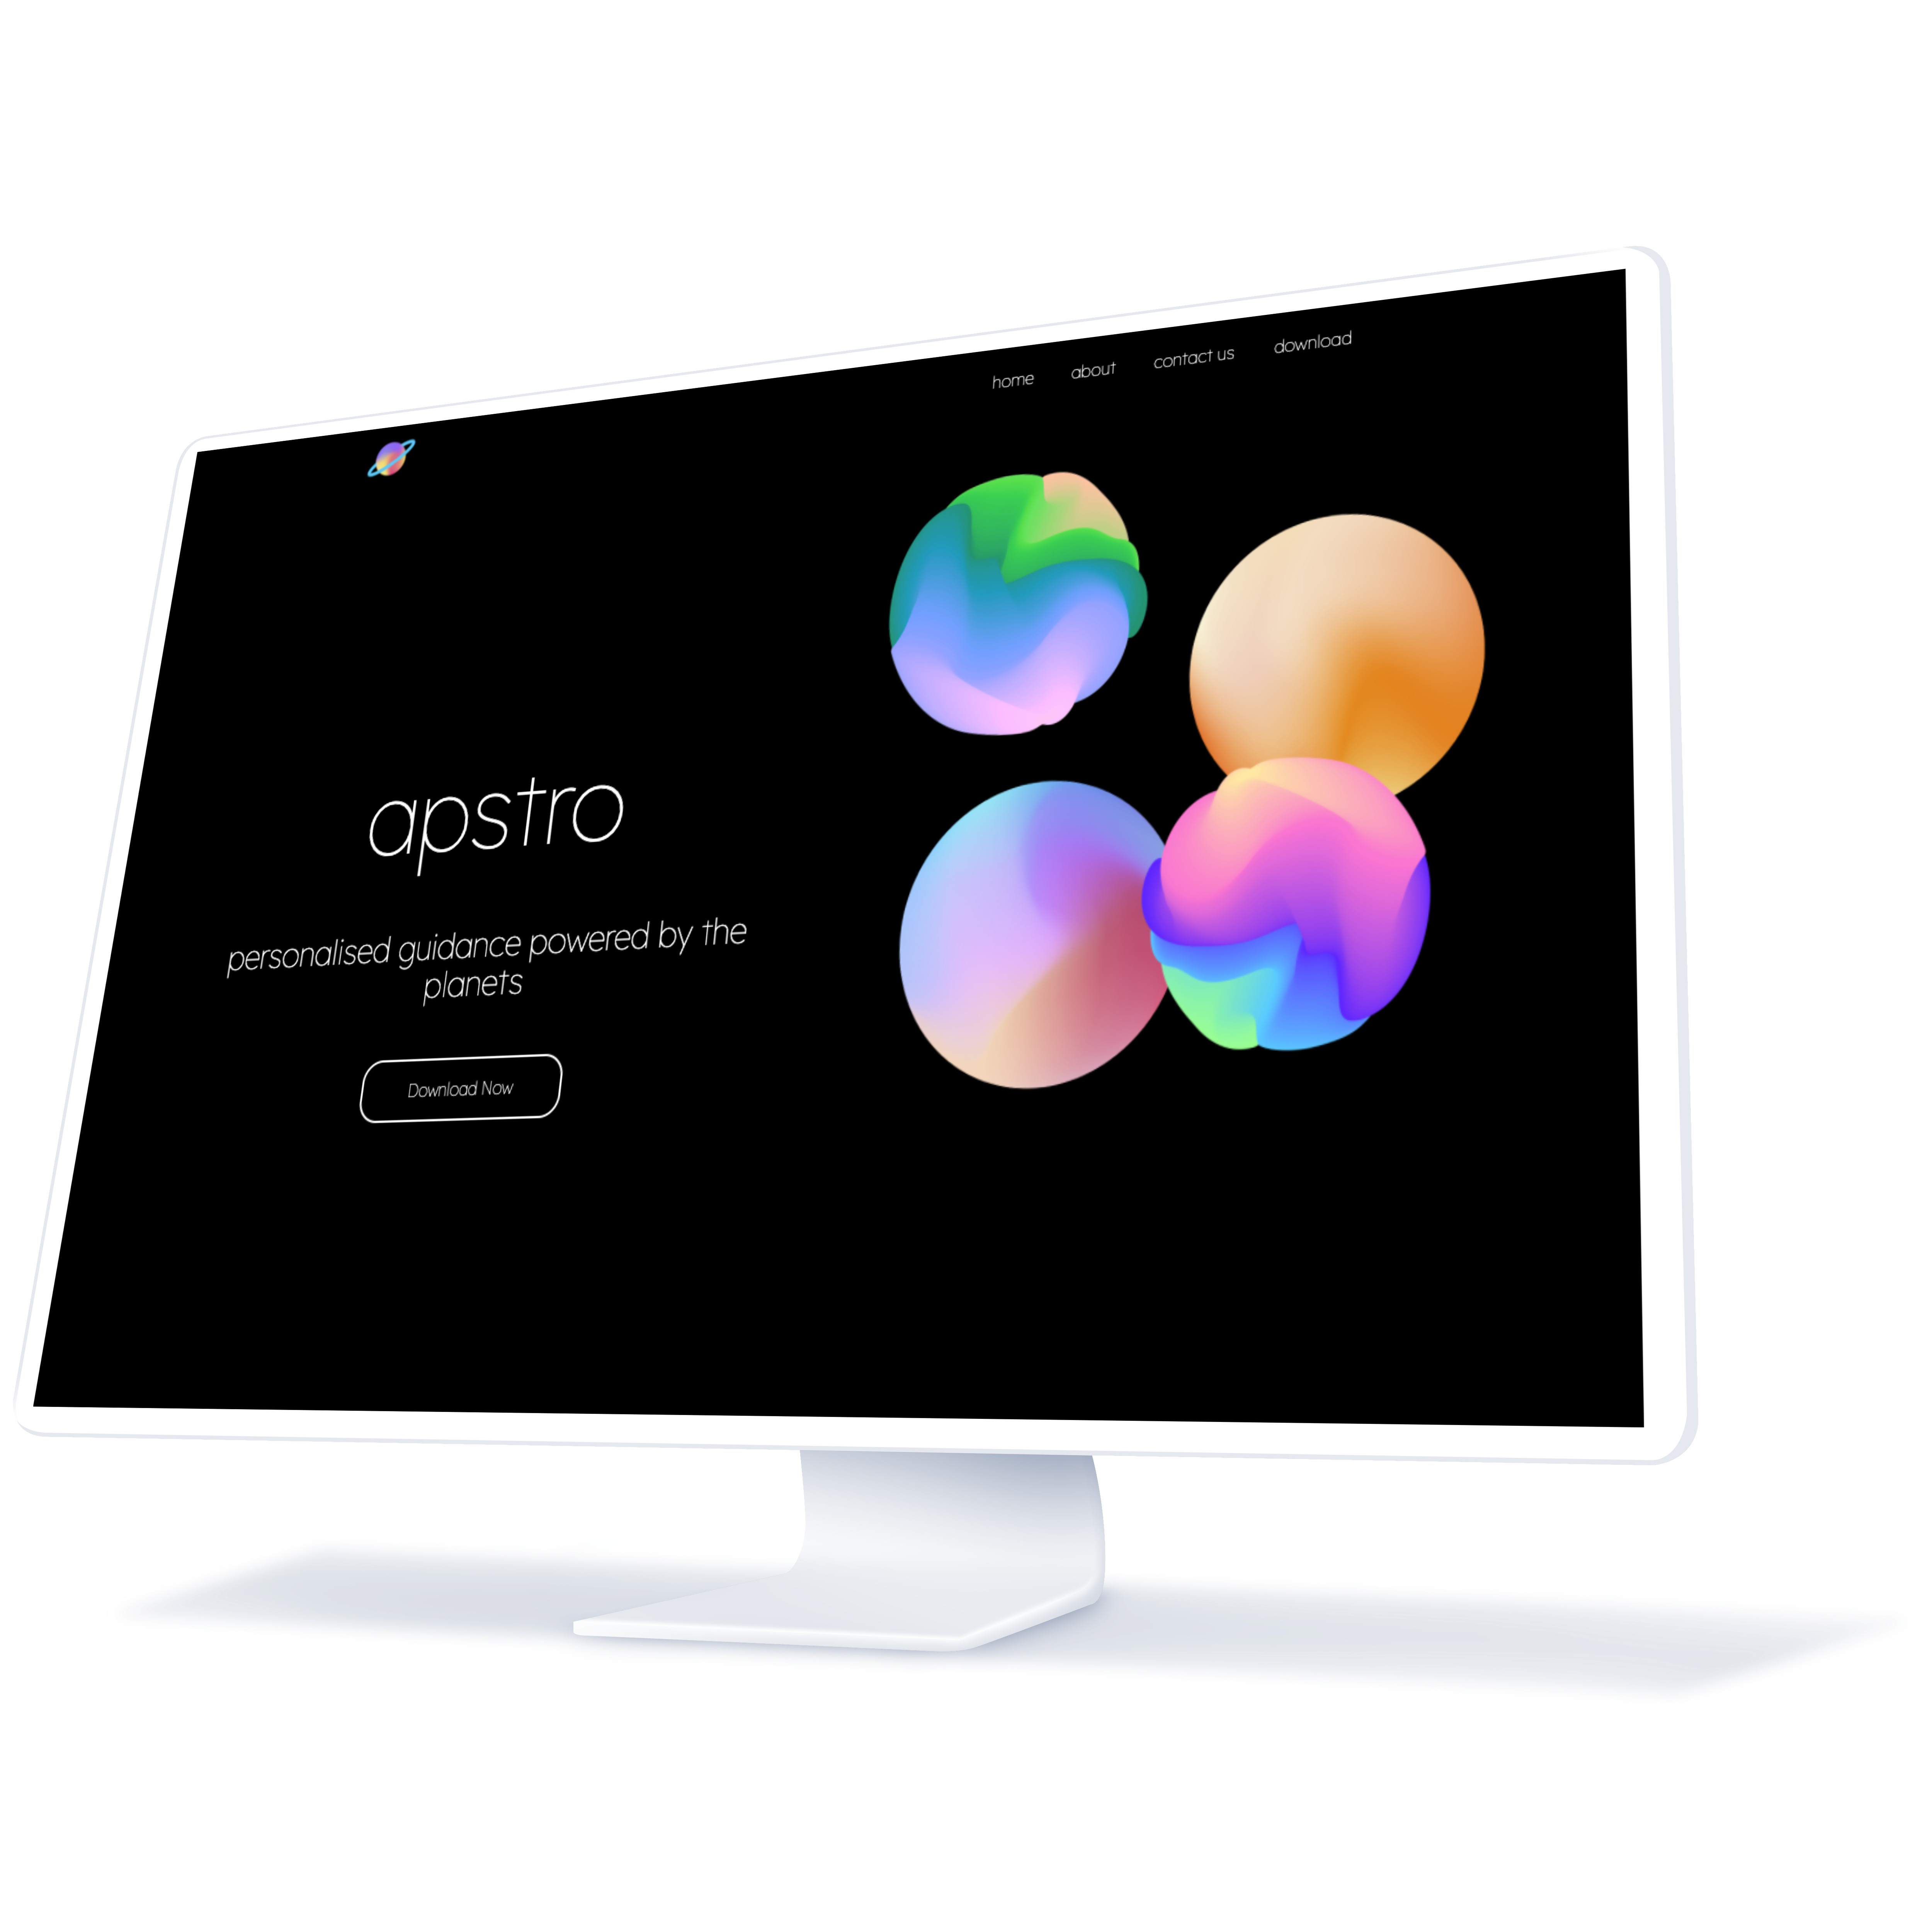 home about contact us download
apstro
personalised guidance powered by the
planets
Download Now